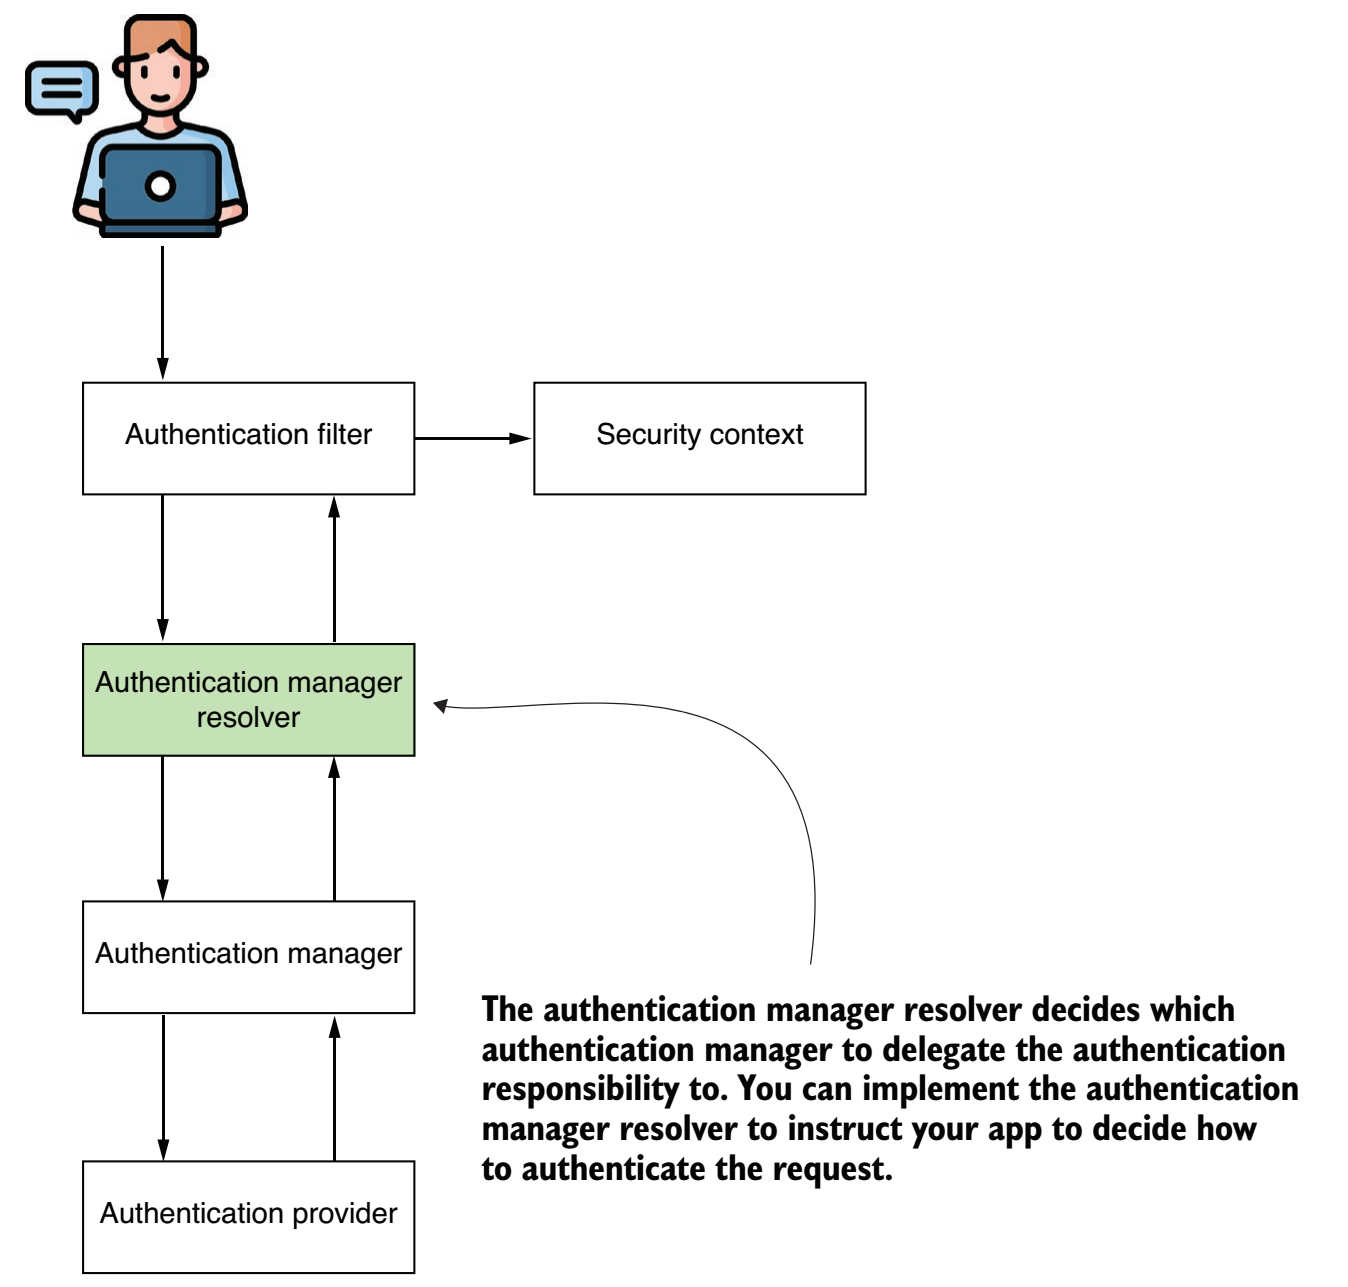 Authentication filter
Security context
Authentication manager
resolver
Authentication manager
The authentication manager resolver decides which
authentication manager to delegate the authentication
responsibility to. You can implement the authentication
manager resolver to instruct your app to decide how
to authenticate the request.
Authentication provider